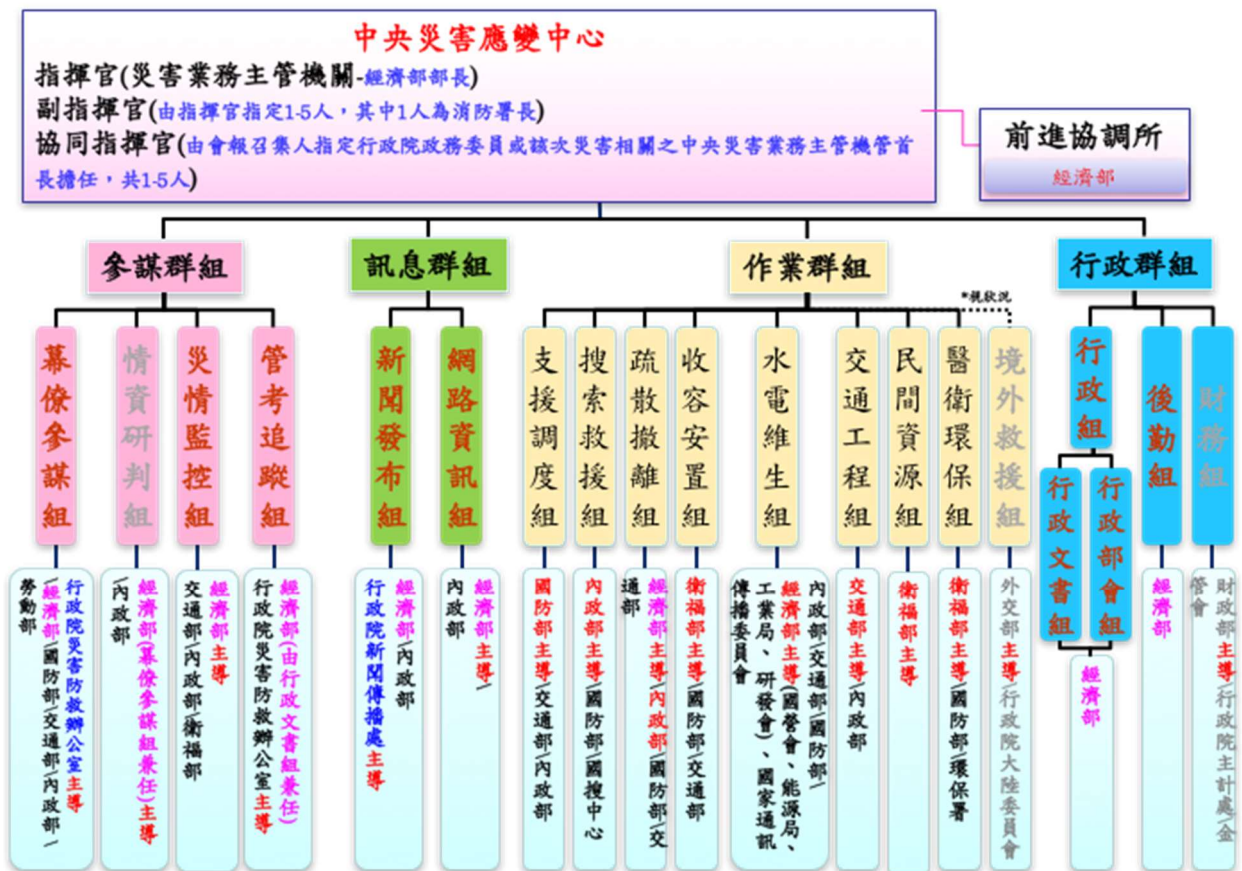 中央災害應變中心
指揮官(災害業務主管機關-經濟部部長)
副指揮官(由指揮官指定1-5人，其中1人為消防署長)
協同指揮官(由會報召集人指定行政院政務委員或該次災害相關之中央災害業務主管機管首
長擔任，共1-5人)
前進協調所
經濟部
參謀群組
訊息群組
作業群組
行政群組
*視狀況
幕僚參謀組
情資研判組
災情監控組
管考追蹤組
新聞發布組
網路資訊組
支援調度組
搜索救援組
疏散撤離組
收容安置組
水電維生組
交通工程組
民間資源組
醫衛環保組
境外救援組
行政組
後勤組
財務組
行政文書組
行政部會組
行政院災害防救辦公室主導
\經濟部\國防部\交通部\內政部\
勞動部
經濟部(幕僚參謀組兼任)主導
\內政部
經濟部主導
交通部\內政部\衛福部
經濟部(由行政文書組兼任)
行政院災害防救辦公室主導
經濟部\內政部
行政院新聞傳播處主導
經濟部主導\
內政部
國防部主導\交通部\內政部
內政部主導\國防部\國搜中心
經濟部主導\內政部\國防部\交
通部
衛福部主導\國防部\交通部
內政部\交通部\國防部\
經濟部主導(國營會、能源局、
工業局、研發會)、國家通訊
傳播委員會
交通部主導\內政部
衛福部主導
衛福部主導\國防部\環保署
外交部主導\行政院大陸委員會
經濟部
經濟部
財政部主導\行政院主計處\金
管會